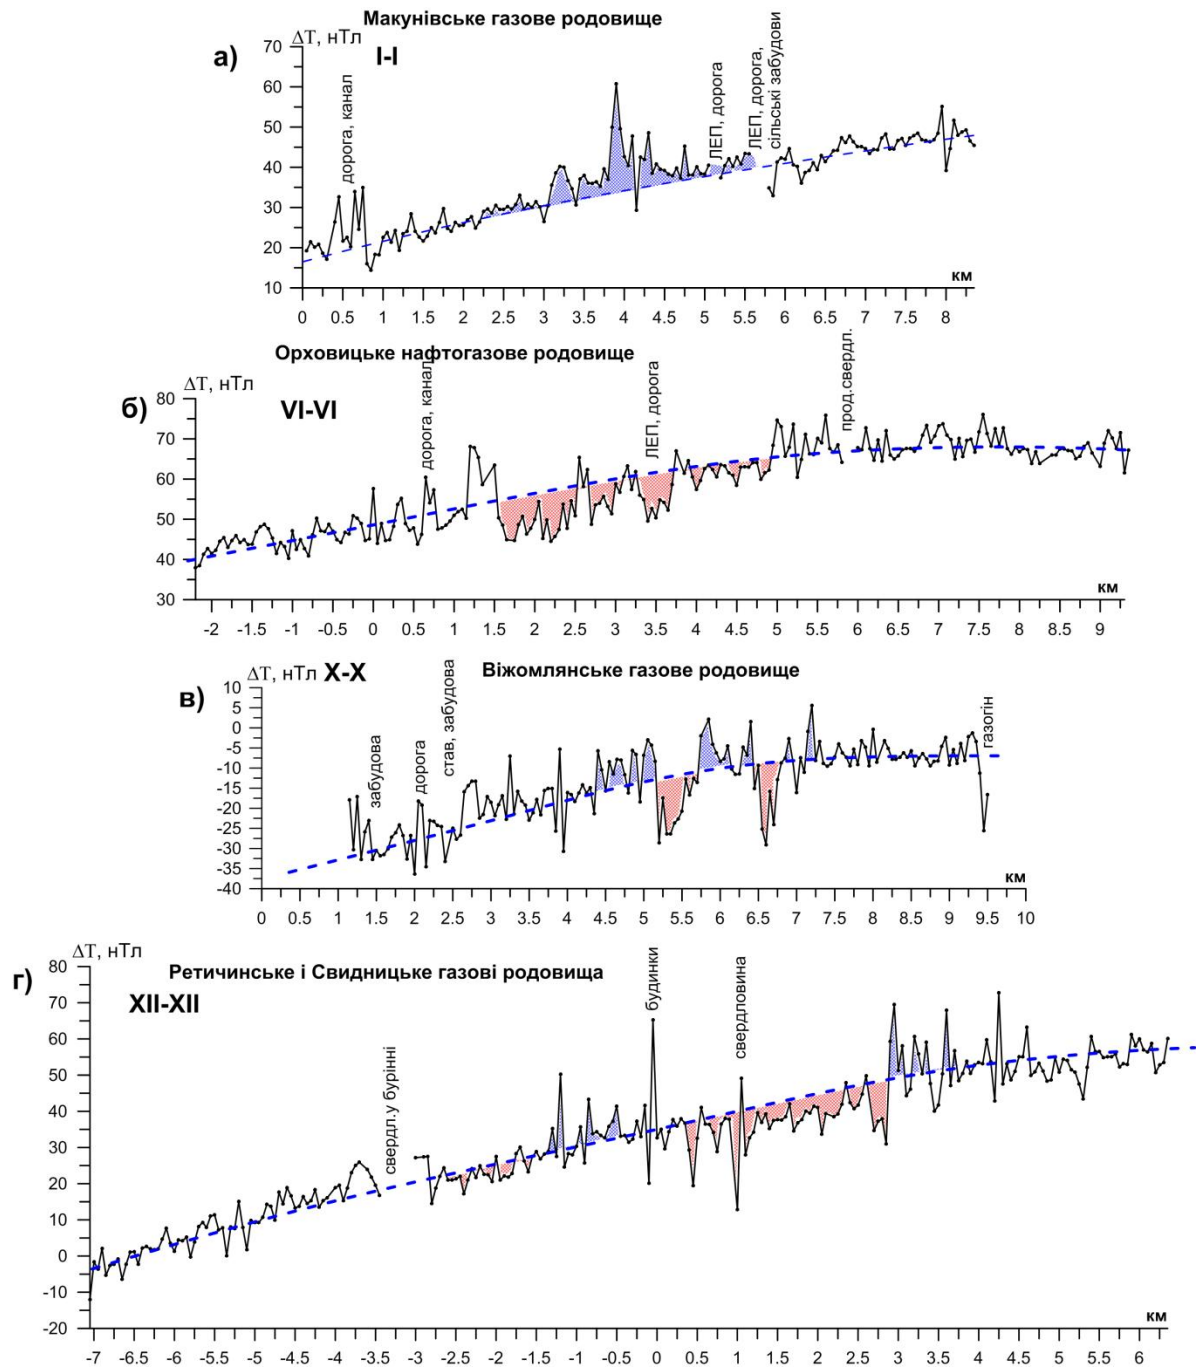 Макунівське газове родовище
а)
ΔT, нТл
I-I
дорога, канал
ЛЕП, дорога
ЛЕП, дорога,
сільські забудови
70
60
50
40
30
20
10
км
0 0.5 1 1.5 2 2.5 3 3.5 4 4.5 5 5.5 6 6.5 7 7.5 8
Орховицьке нафтогазове родовище
б)
ΔT, нТл
VI-VI
дорога, канал
ЛЕП, дорога
прод.свердл.
80
70
60
50
40
30
км
-2 -1.5 -1 -0.5 0 0.5 1 1.5 2 2.5 3 3.5 4 4.5 5 5.5 6 6.5 7 7.5 8 8.5 9
в)
ΔT, нТл X-X
Віжомлянське газове родовище
забудова
дорога
став, забудова
газогін
10
5
0
-5
-10
-15
-20
-25
-30
-35
-40
км
0 0.5 1 1.5 2 2.5 3 3.5 4 4.5 5 5.5 6 6.5 7 7.5 8 8.5 9 9.5 10
г)
ΔT, нТл
Ретичинське і Свидницьке газові родовища
XII-XII
свердл.у бурінні
будинки
свердловина
80
70
60
50
40
30
20
10
0
-10
-20
км
-7 -6.5 -6 -5.5 -5 -4.5 -4 -3.5 -3 -2.5 -2 -1.5 -1 -0.5 0 0.5 1 1.5 2 2.5 3 3.5 4 4.5 5 5.5 6